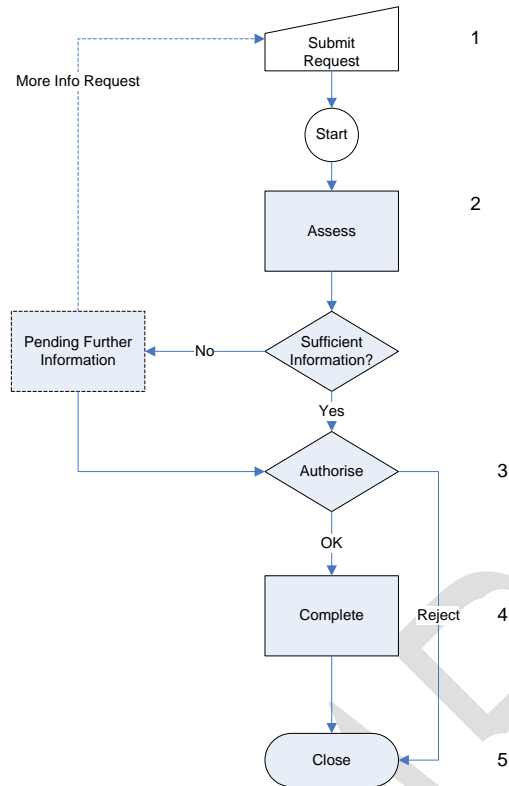 Submit
Request
1
More Info Request
Start
Assess
2
Pending Further
Information
No
Sufficient
Information?
Yes
Authorise
3
OK
Complete
Reject
4
Close
5